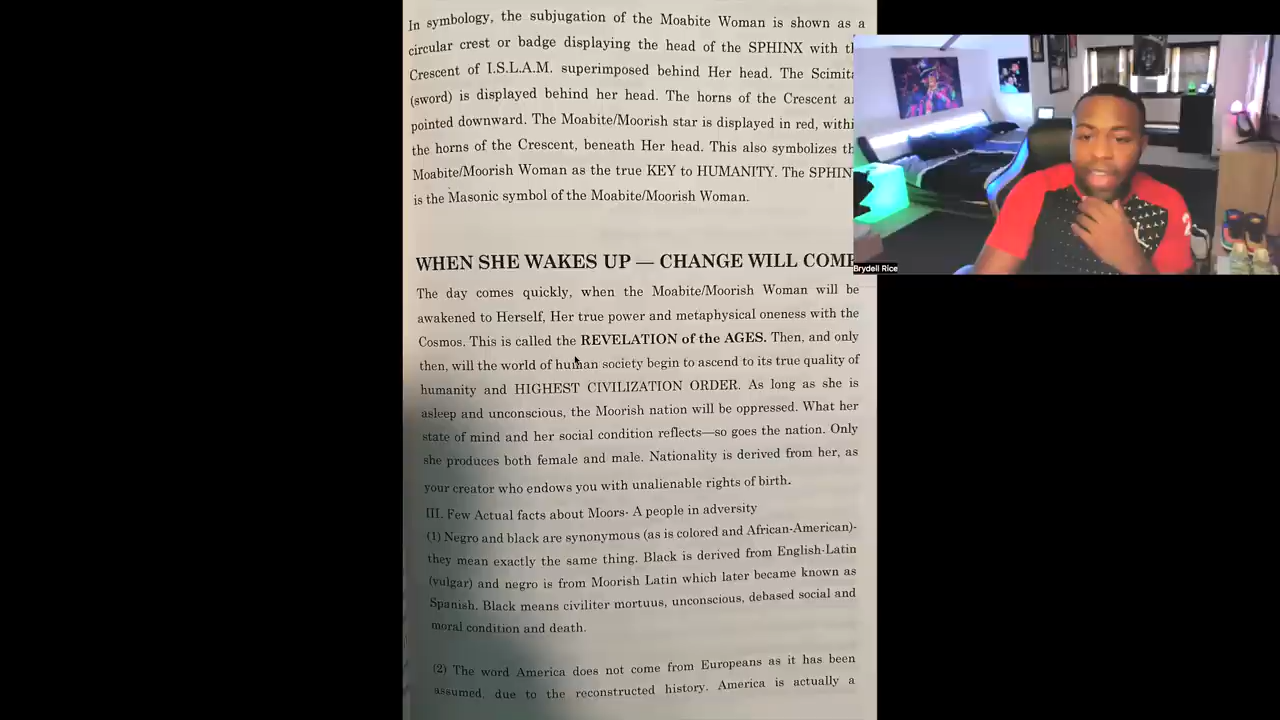 In symbology, the subjugation of the Moabite Woman is shown as a
circular crest or badge displaying the head of the SPHINX with
Crescent of I.S.L.A.M. superimposed behind Her head. The
(sword) is displayed behind her head. The horns of the Crescent
pointed downward. The Moabite/Moorish star is displayed in red,
the horns of the Crescent, beneath Her head. This also symbolizes
Moabite/Moorish Woman as the true KEY to HUMANITY. The
is the Masonic symbol of the Moabite/Moorish Woman.
WHEN SHE WAKES UP — CHANGE WILL COME
The day comes quickly, when the Moabite/Moorish Woman will be
awakened to Herself, Her true power and metaphysical oneness with the
Cosmos. This is called the REVELATION of the AGES. Then, and only
then, will the world of human society begin to ascend to its true quality of
humanity and HIGHEST CIVILIZATION ORDER. As long as she is
asleep and unconscious, the Moorish nation will be oppressed. What her
state of mind and her social condition reflects—so goes the nation. Only
she produces both female and male. Nationality is derived from her, as
your creator who endows you with unalienable rights of birth.
III. Few Actual facts about Moors- A people in adversity
(1) Negro and black are synonymous (as is colored and African-American)-
they mean exactly the same thing. Black is derived from English-Latin
(vulgar) and negro is from Moorish Latin which later became known as
Spanish. Black means civiliter mortuus, unconscious, debased social and
moral condition and death.
(2) The word America does not come from Europeans as it has been
assumed, due to the reconstructed history. America is actually a
Brydell Rice